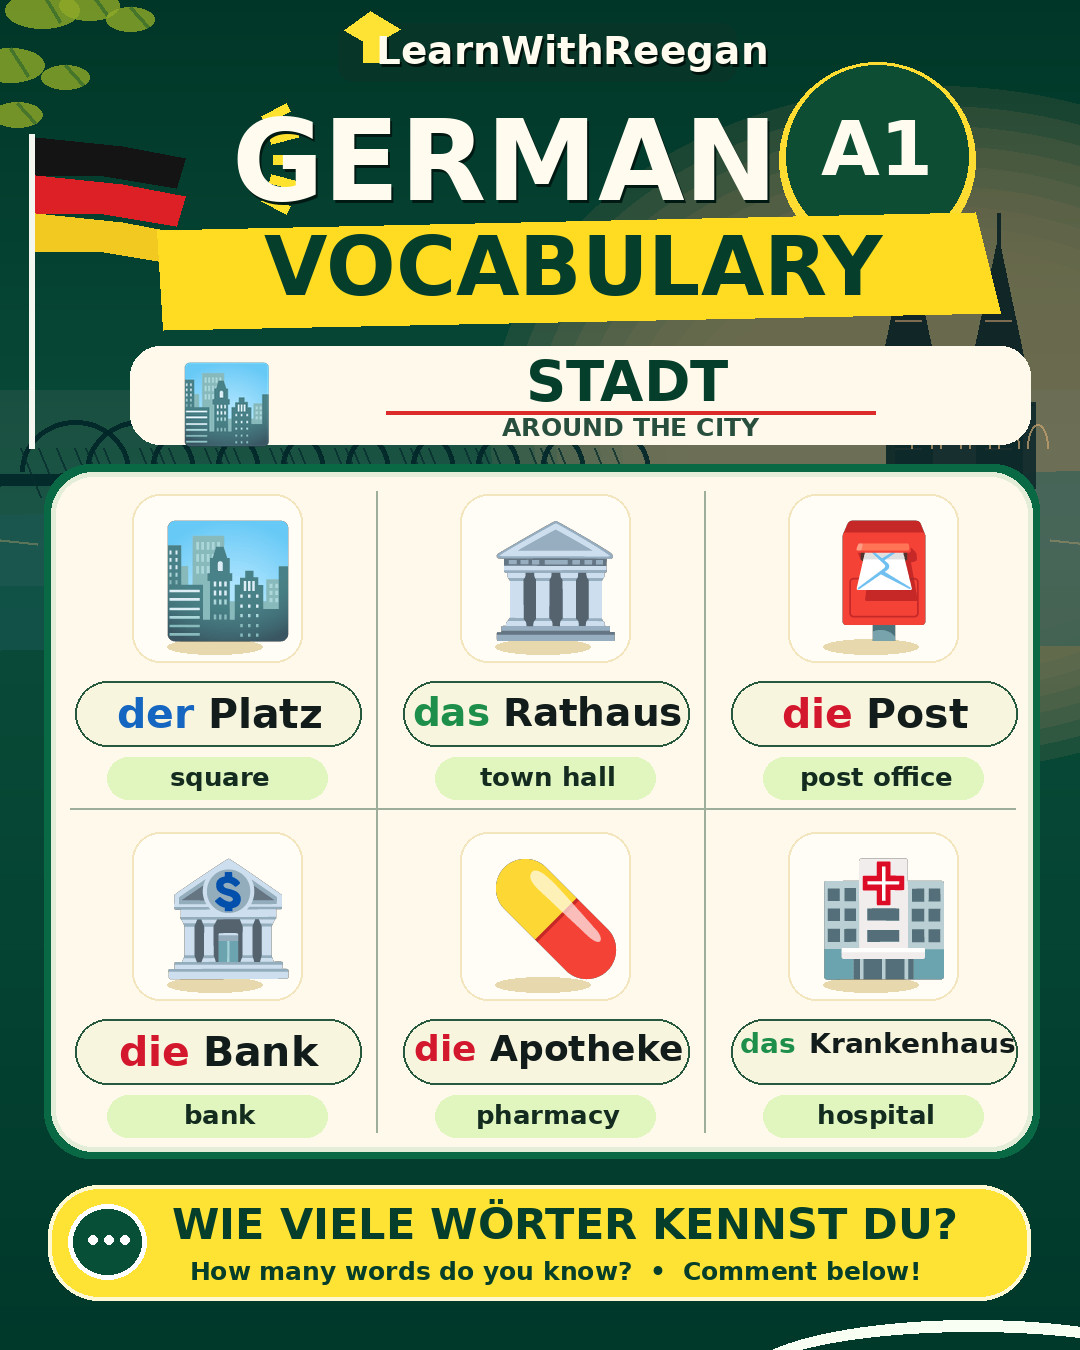 LearnWithReegan
GERMAN
A1
VOCABULARY
STADT
AROUND THE CITY
der Platz
das Rathaus
die Post
square
town hall
post office
$
die Bank
die Apotheke
das Krankenhaus
bank
pharmacy
hospital
WIE VIELE WÖRTER KENNST DU?
How many words do you know? • Comment below!